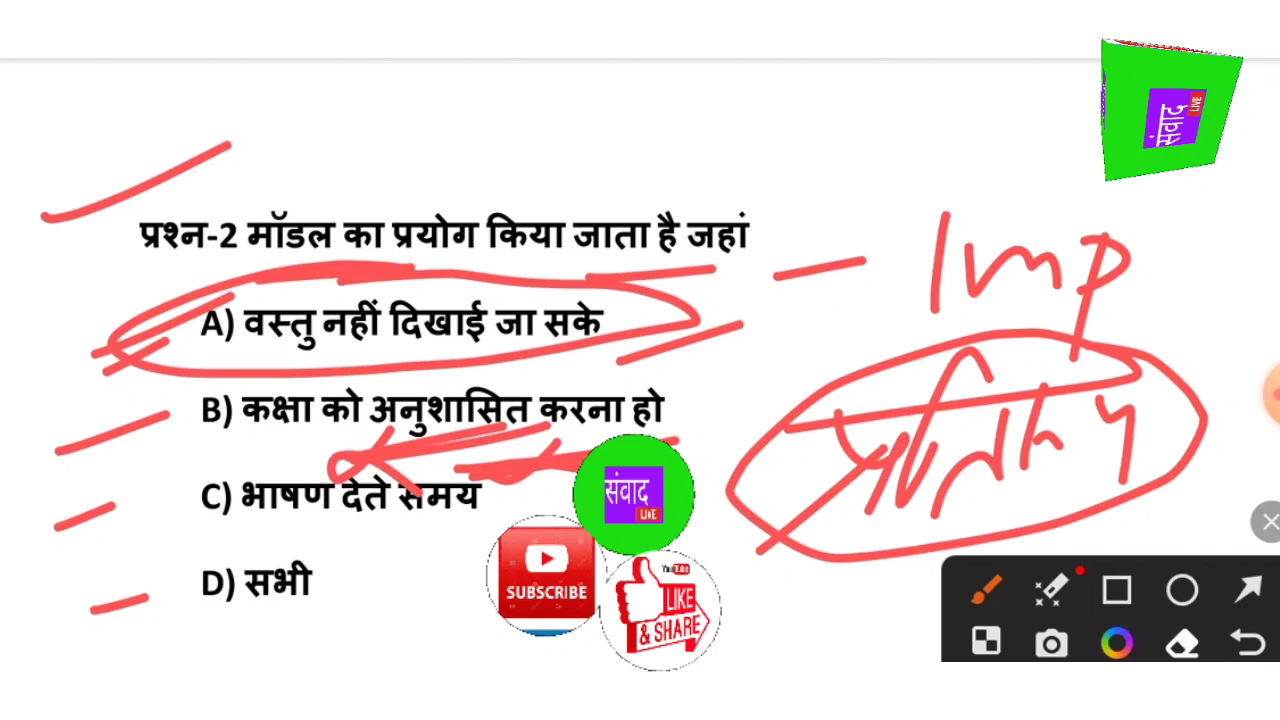 प्रश्न-2 मॉडल का प्रयोग किया जाता है जहां
A) वस्तु नहीं दिखाई जा सके
B) कक्षा को अनुशासित करना हो
C) भाषण देते समय
D) सभी
Imp
संवाद
LIVE
संवाद
LIVE
SUBSCRIBE
YouTube
LIKE
& SHARE